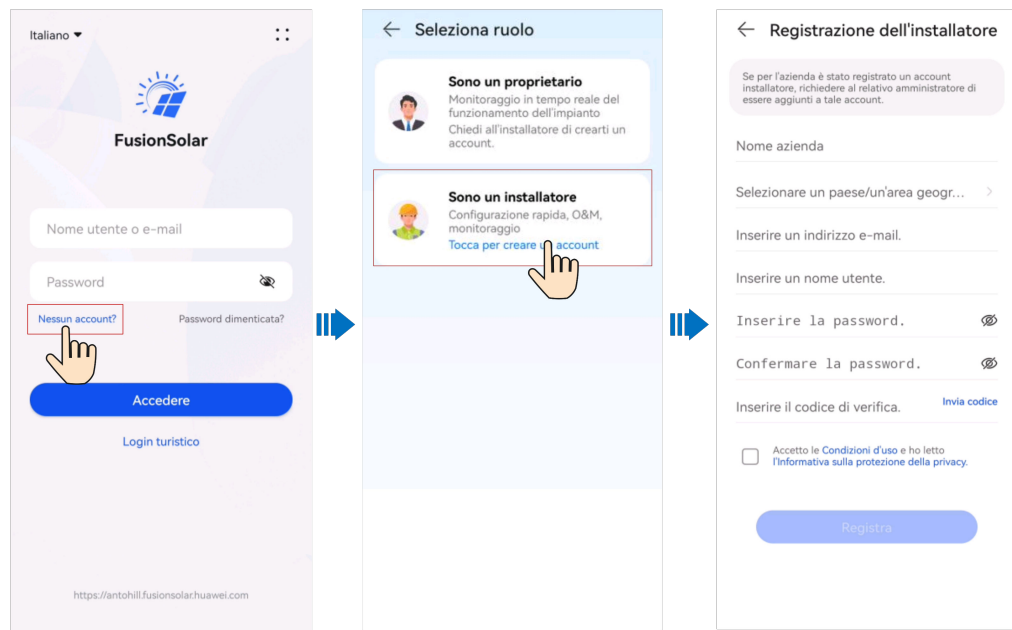 Italiano
FusionSolar
Nome utente o e-mail
Password
Nessun account?
Password dimenticata?
Accedere
Login turistico
https://antohill.fusionsolar.huawei.com
Seleziona ruolo
Sono un proprietario
Monitoraggio in tempo reale del
funzionamento dell'impianto
Chiedi all'installatore di crearti un
account.
Sono un installatore
Configurazione rapida, O&M,
monitoraggio
Tocca per creare un account
Registrazione dell'installatore
Se per l'azienda è stato registrato un account
installatore, richiedere al relativo amministratore di
essere aggiunti a tale account.
Nome azienda
Selezionare un paese/un'area geogr...
Inserire un indirizzo e-mail.
Inserire un nome utente.
Inserire la password.
Confermare la password.
Inserire il codice di verifica.
Invia codice
Accetto le Condizioni d'uso e ho letto
l'Informativa sulla protezione della privacy.
Registra